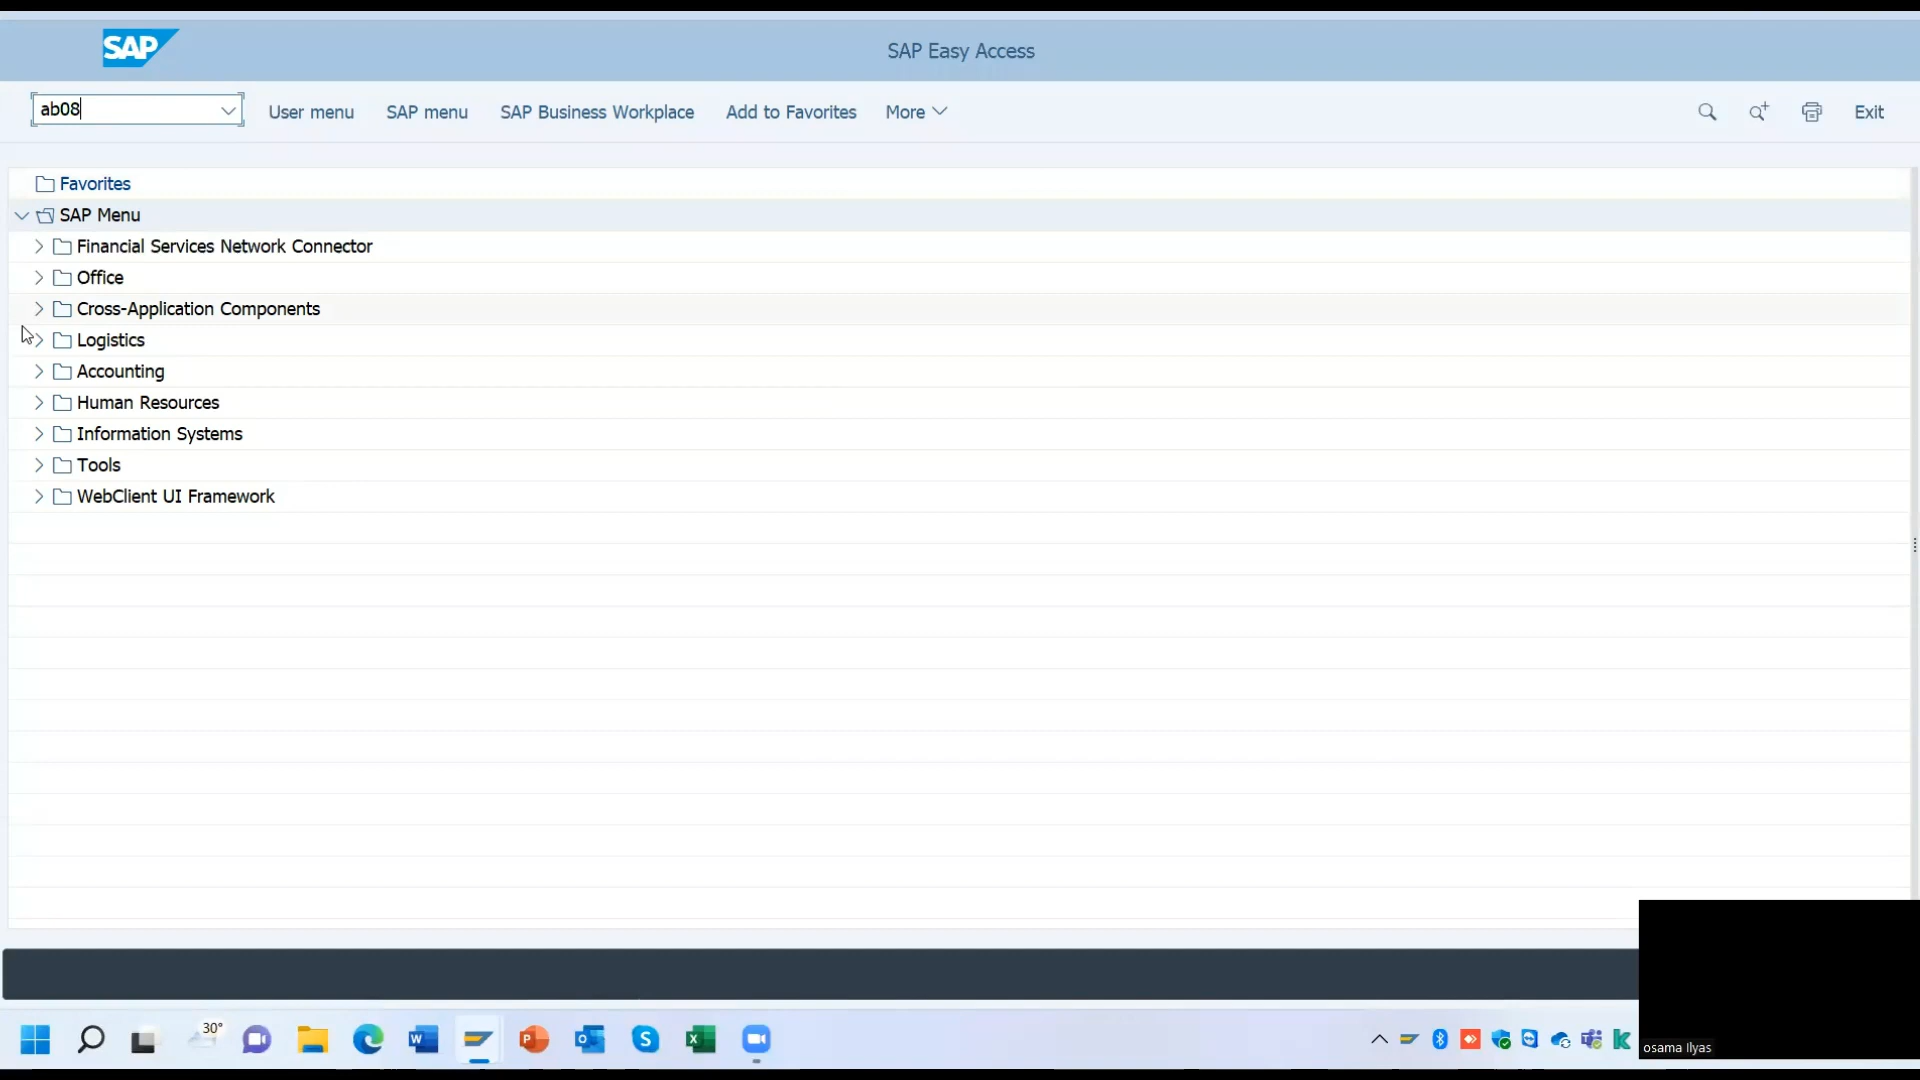 SAP
SAP Easy Access
ab08
User menu
SAP menu
SAP Business Workplace
Add to Favorites
More
Exit
Favorites
SAP Menu
Financial Services Network Connector
Office
Cross-Application Components
Logistics
Accounting
Human Resources
Information Systems
Tools
WebClient UI Framework
30°
osama Ilyas